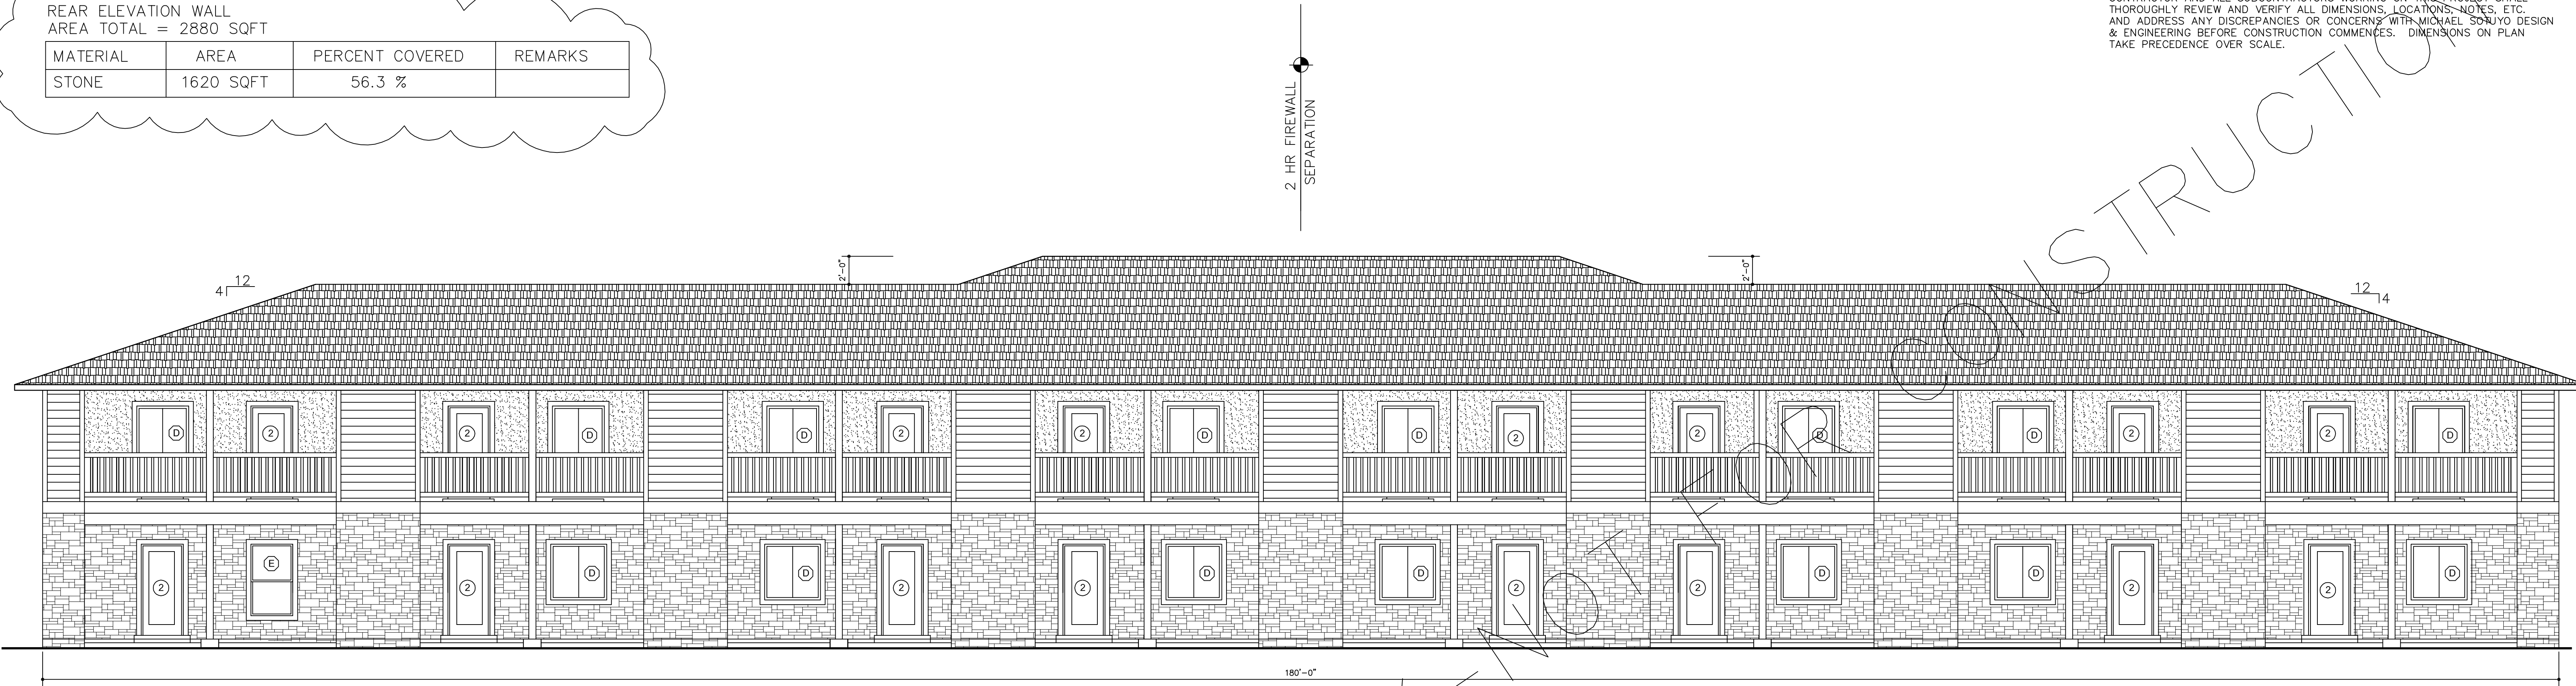 REAR ELEVATION WALL
AREA TOTAL = 2880 SQFT
MATERIAL AREA PERCENT COVERED REMARKS
STONE 1620 SQFT 56.3 %
2 HR FIREWALL
SEPARATION
THOROUGHLY REVIEW AND VERIFY ALL DIMENSIONS, LOCATIONS, NOTES, ETC.
AND ADDRESS ANY DISCREPANCIES OR CONCERNS WITH MICHAEL SOTUYO DESIGN
& ENGINEERING BEFORE CONSTRUCTION COMMENCES. DIMENSIONS ON PLAN
TAKE PRECEDENCE OVER SCALE.
12
4
2'-0"
2'-0"
12
4
D 2 2 D D 2 2 D D 2 2 D D 2 2 D
2 E 2 D D 2 2 D D 2 2 D D 2 2 D
180'-0"
NOT FOR CONSTRUCTION